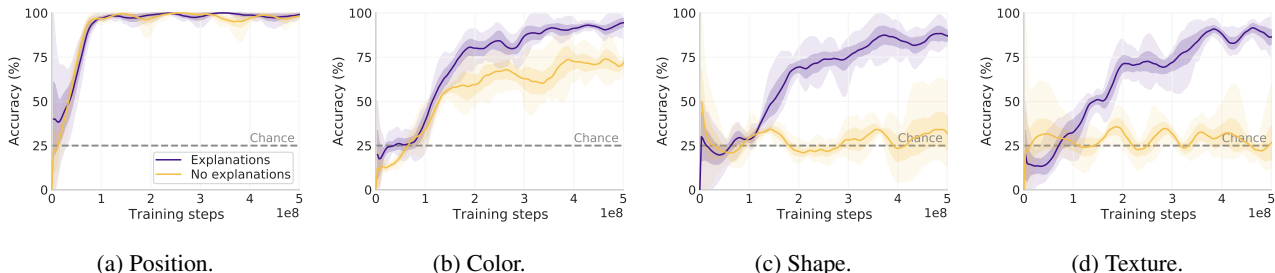 100
75
50
25
0
Accuracy (%)
Chance
Explanations
No explanations
0 1 2 3 4 5
Training steps
1e8
(a) Position.
100
75
50
25
0
Accuracy (%)
Chance
0 1 2 3 4 5
Training steps
1e8
(b) Color.
100
75
50
25
0
Accuracy (%)
Chance
0 1 2 3 4 5
Training steps
1e8
(c) Shape.
100
75
50
25
0
Accuracy (%)
Chance
0 1 2 3 4 5
Training steps
1e8
(d) Texture.